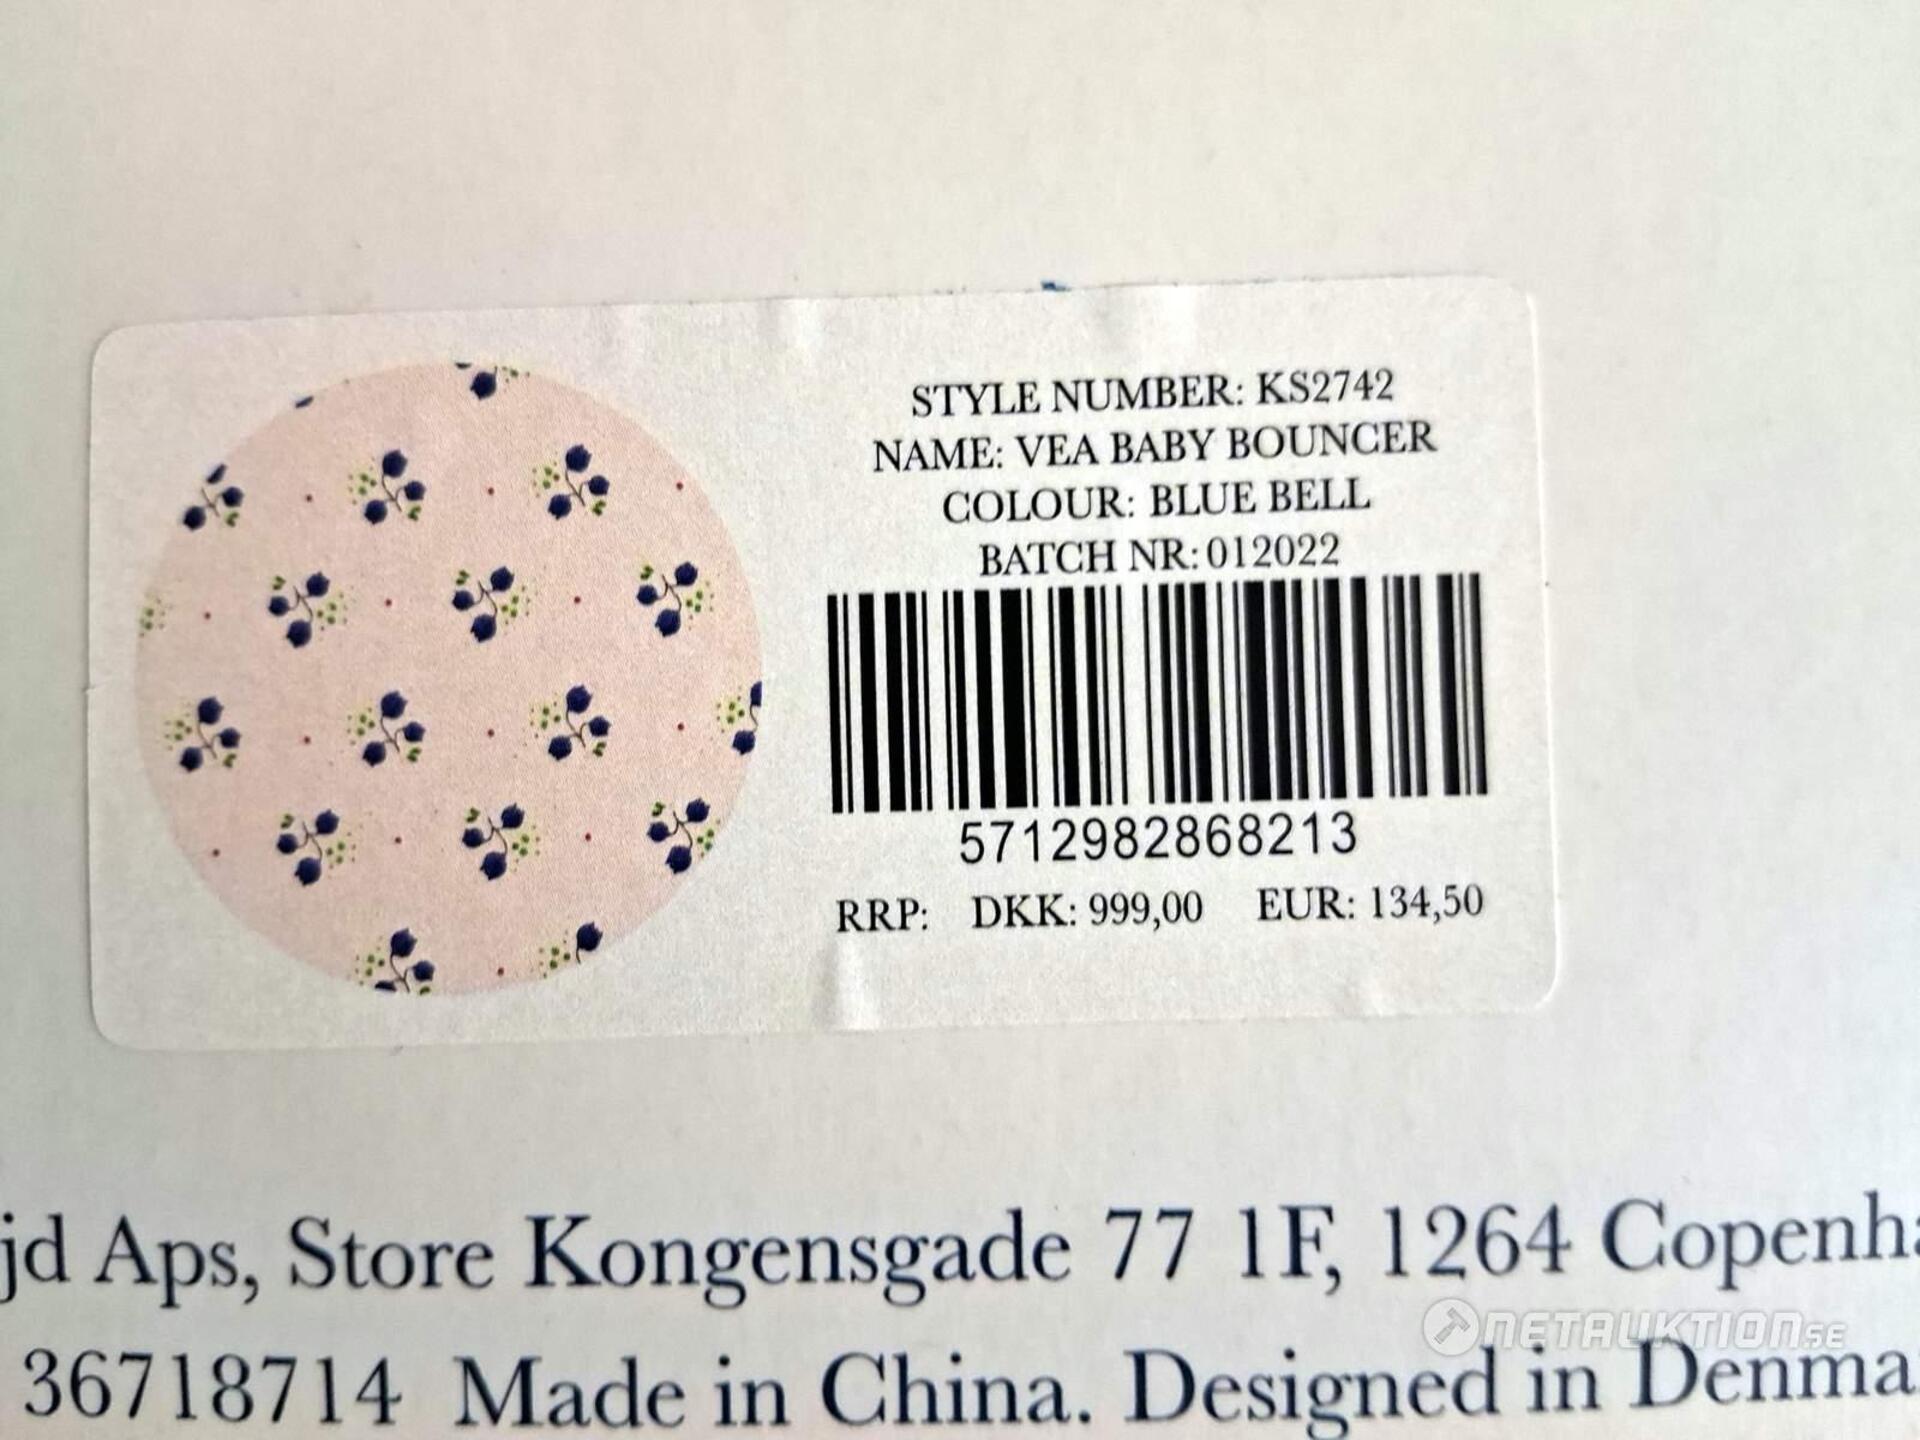 STYLE NUMBER: KS2742
NAME: VEA BABY BOUNCER
COLOUR: BLUE BELL
BATCH NR: 012022
5712982868213
RRP: DKK: 999,00 EUR: 134,50
jd Aps, Store Kongensgade 77 1F, 1264 Copenha
36718714 Made in China. Designed in Denma
NETAUKTION.SE